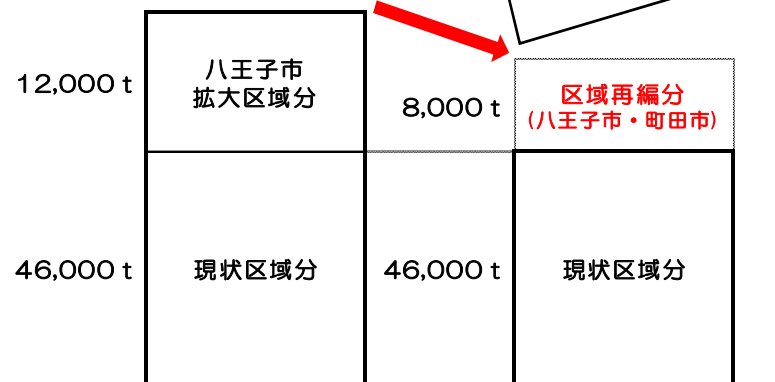 12,000 t
八王子市
拡大区域分
8,000 t
区域再編分
(八王子市・町田市)
46,000 t
現状区域分
46,000 t
現状区域分